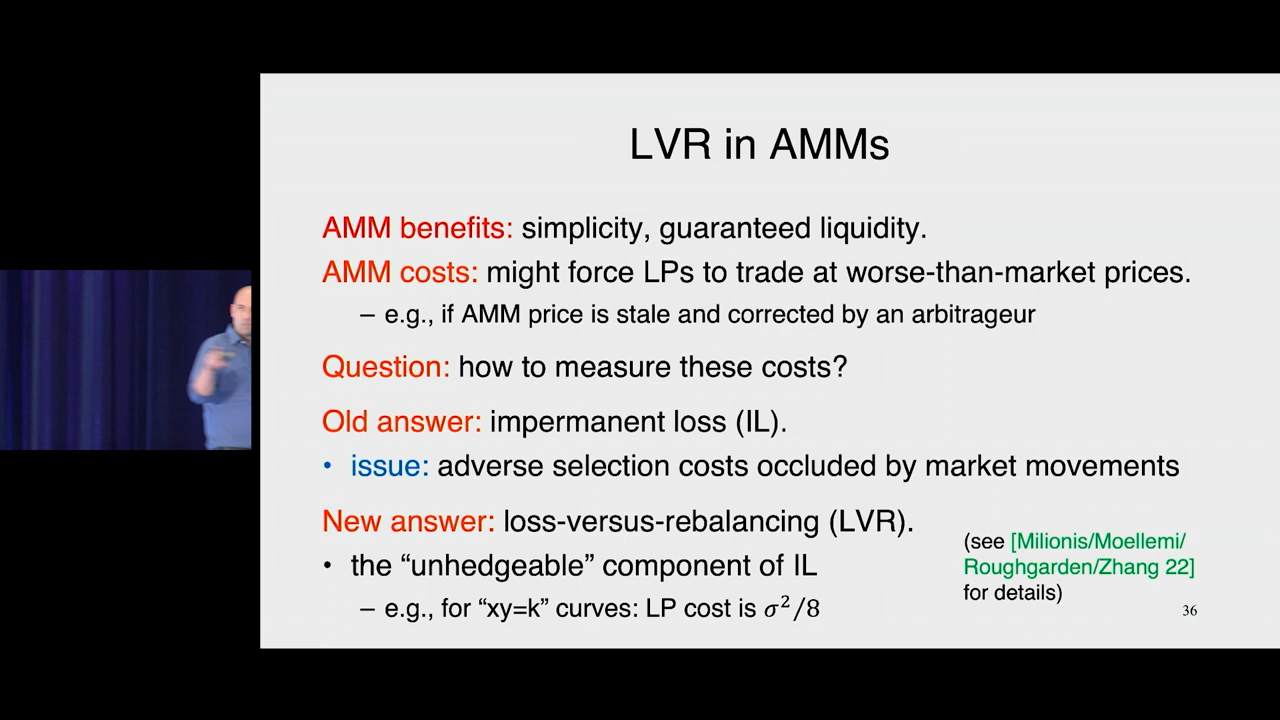 LVR in AMMs
AMM benefits: simplicity, guaranteed liquidity.
AMM costs: might force LPs to trade at worse-than-market prices.
– e.g., if AMM price is stale and corrected by an arbitrageur
Question: how to measure these costs?
Old answer: impermanent loss (IL).
• issue: adverse selection costs occluded by market movements
New answer: loss-versus-rebalancing (LVR).
• the “unhedgeable” component of IL
– e.g., for “xy=k” curves: LP cost is σ²/8
(see [Milionis/Moellemi/
Roughgarden/Zhang 22]
for details)
36